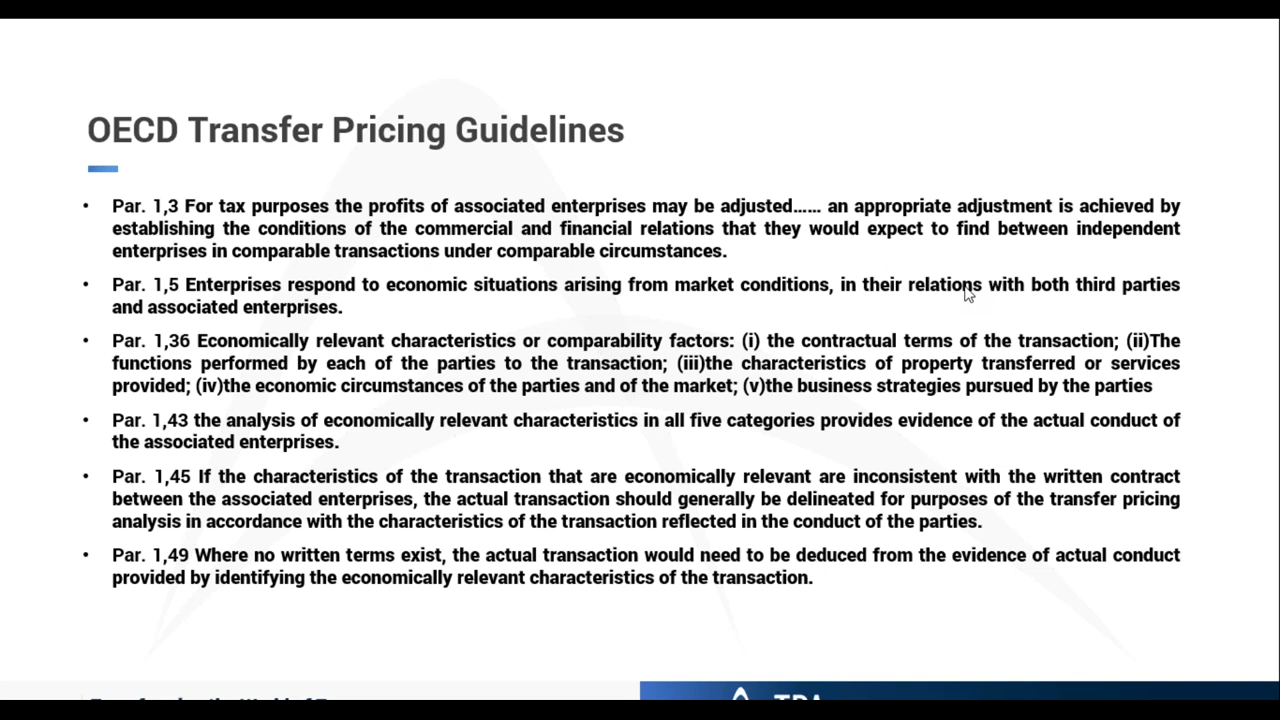 OECD Transfer Pricing Guidelines
• Par. 1,3 For tax purposes the profits of associated enterprises may be adjusted…… an appropriate adjustment is achieved by
establishing the conditions of the commercial and financial relations that they would expect to find between independent
enterprises in comparable transactions under comparable circumstances.
• Par. 1,5 Enterprises respond to economic situations arising from market conditions, in their relations with both third parties
and associated enterprises.
• Par. 1,36 Economically relevant characteristics or comparability factors: (i) the contractual terms of the transaction; (ii)The
functions performed by each of the parties to the transaction; (iii)the characteristics of property transferred or services
provided; (iv)the economic circumstances of the parties and of the market; (v)the business strategies pursued by the parties
• Par. 1,43 the analysis of economically relevant characteristics in all five categories provides evidence of the actual conduct of
the associated enterprises.
• Par. 1,45 If the characteristics of the transaction that are economically relevant are inconsistent with the written contract
between the associated enterprises, the actual transaction should generally be delineated for purposes of the transfer pricing
analysis in accordance with the characteristics of the transaction reflected in the conduct of the parties.
• Par. 1,49 Where no written terms exist, the actual transaction would need to be deduced from the evidence of actual conduct
provided by identifying the economically relevant characteristics of the transaction.
TPA